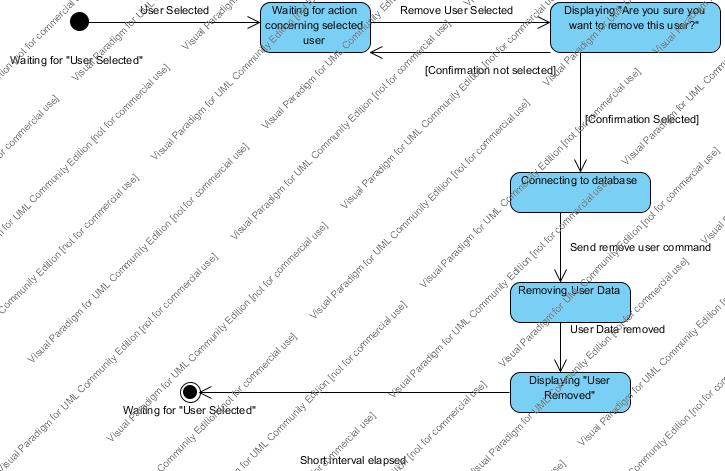 User Selected
Waiting for "User Selected"
Waiting for action
concerning selected
user
Remove User Selected
[Confirmation not selected]
Displaying "Are you sure you
want to remove this user?"
[Confirmation Selected]
Connecting to database
Send remove user command
Removing User Data
User Data removed
Displaying "User
Removed"
Waiting for "User Selected"
Short interval elapsed
Visual Paradigm for UML Community Edition [not for commercial use]